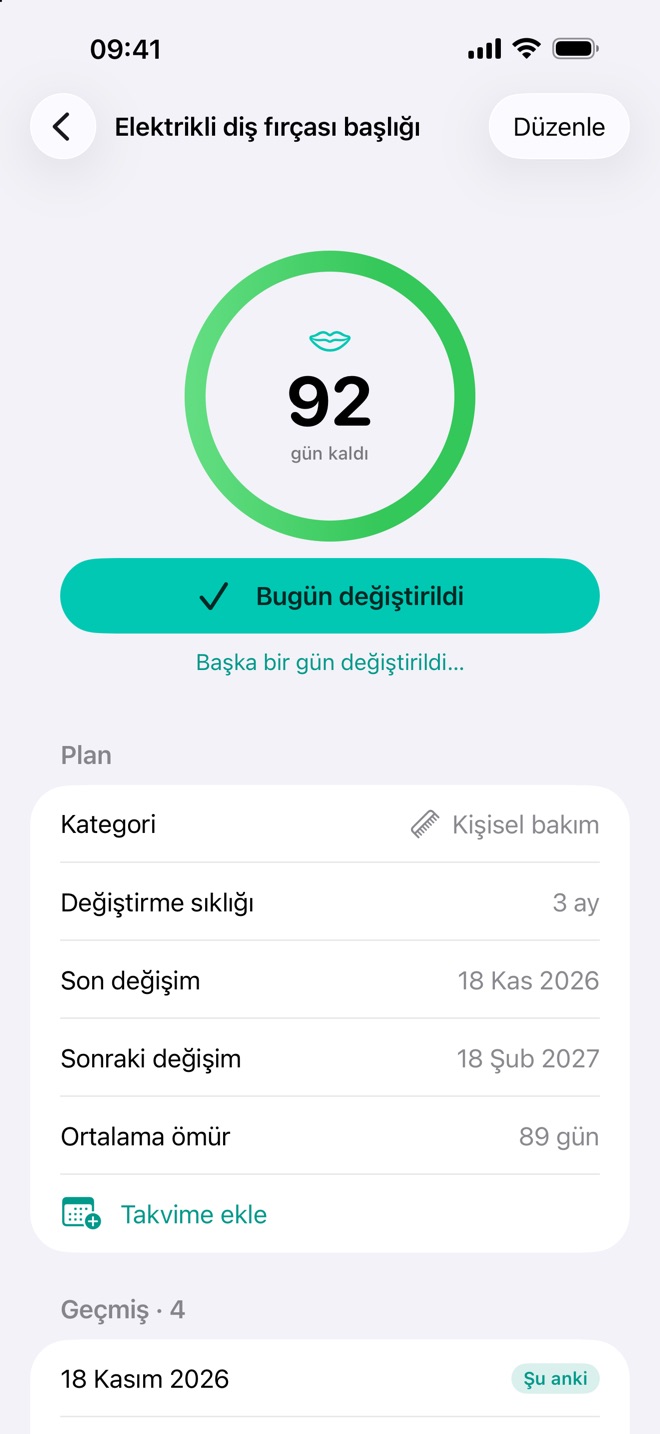 09:41
Elektrikli diş fırçası başlığı
Düzenle
92
gün kaldı
Bugün değiştirildi
Başka bir gün değiştirildi...
Plan
Kategori
Kişisel bakım
Değiştirme sıklığı
3 ay
Son değişim
18 Kas 2026
Sonraki değişim
18 Şub 2027
Ortalama ömür
89 gün
Takvime ekle
Geçmiş · 4
18 Kasım 2026
Şu anki